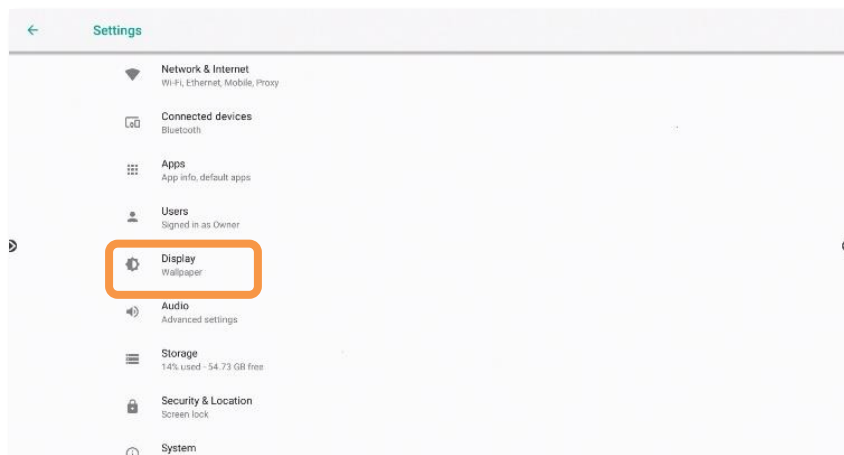 Settings
Network & Internet
Wi-Fi, Ethernet, Mobile, Proxy
Connected devices
Bluetooth
Apps
App info, default apps
Users
Signed in as Owner
Display
Wallpaper
Audio
Advanced settings
Storage
14% used - 54.73 GB free
Security & Location
Screen lock
System